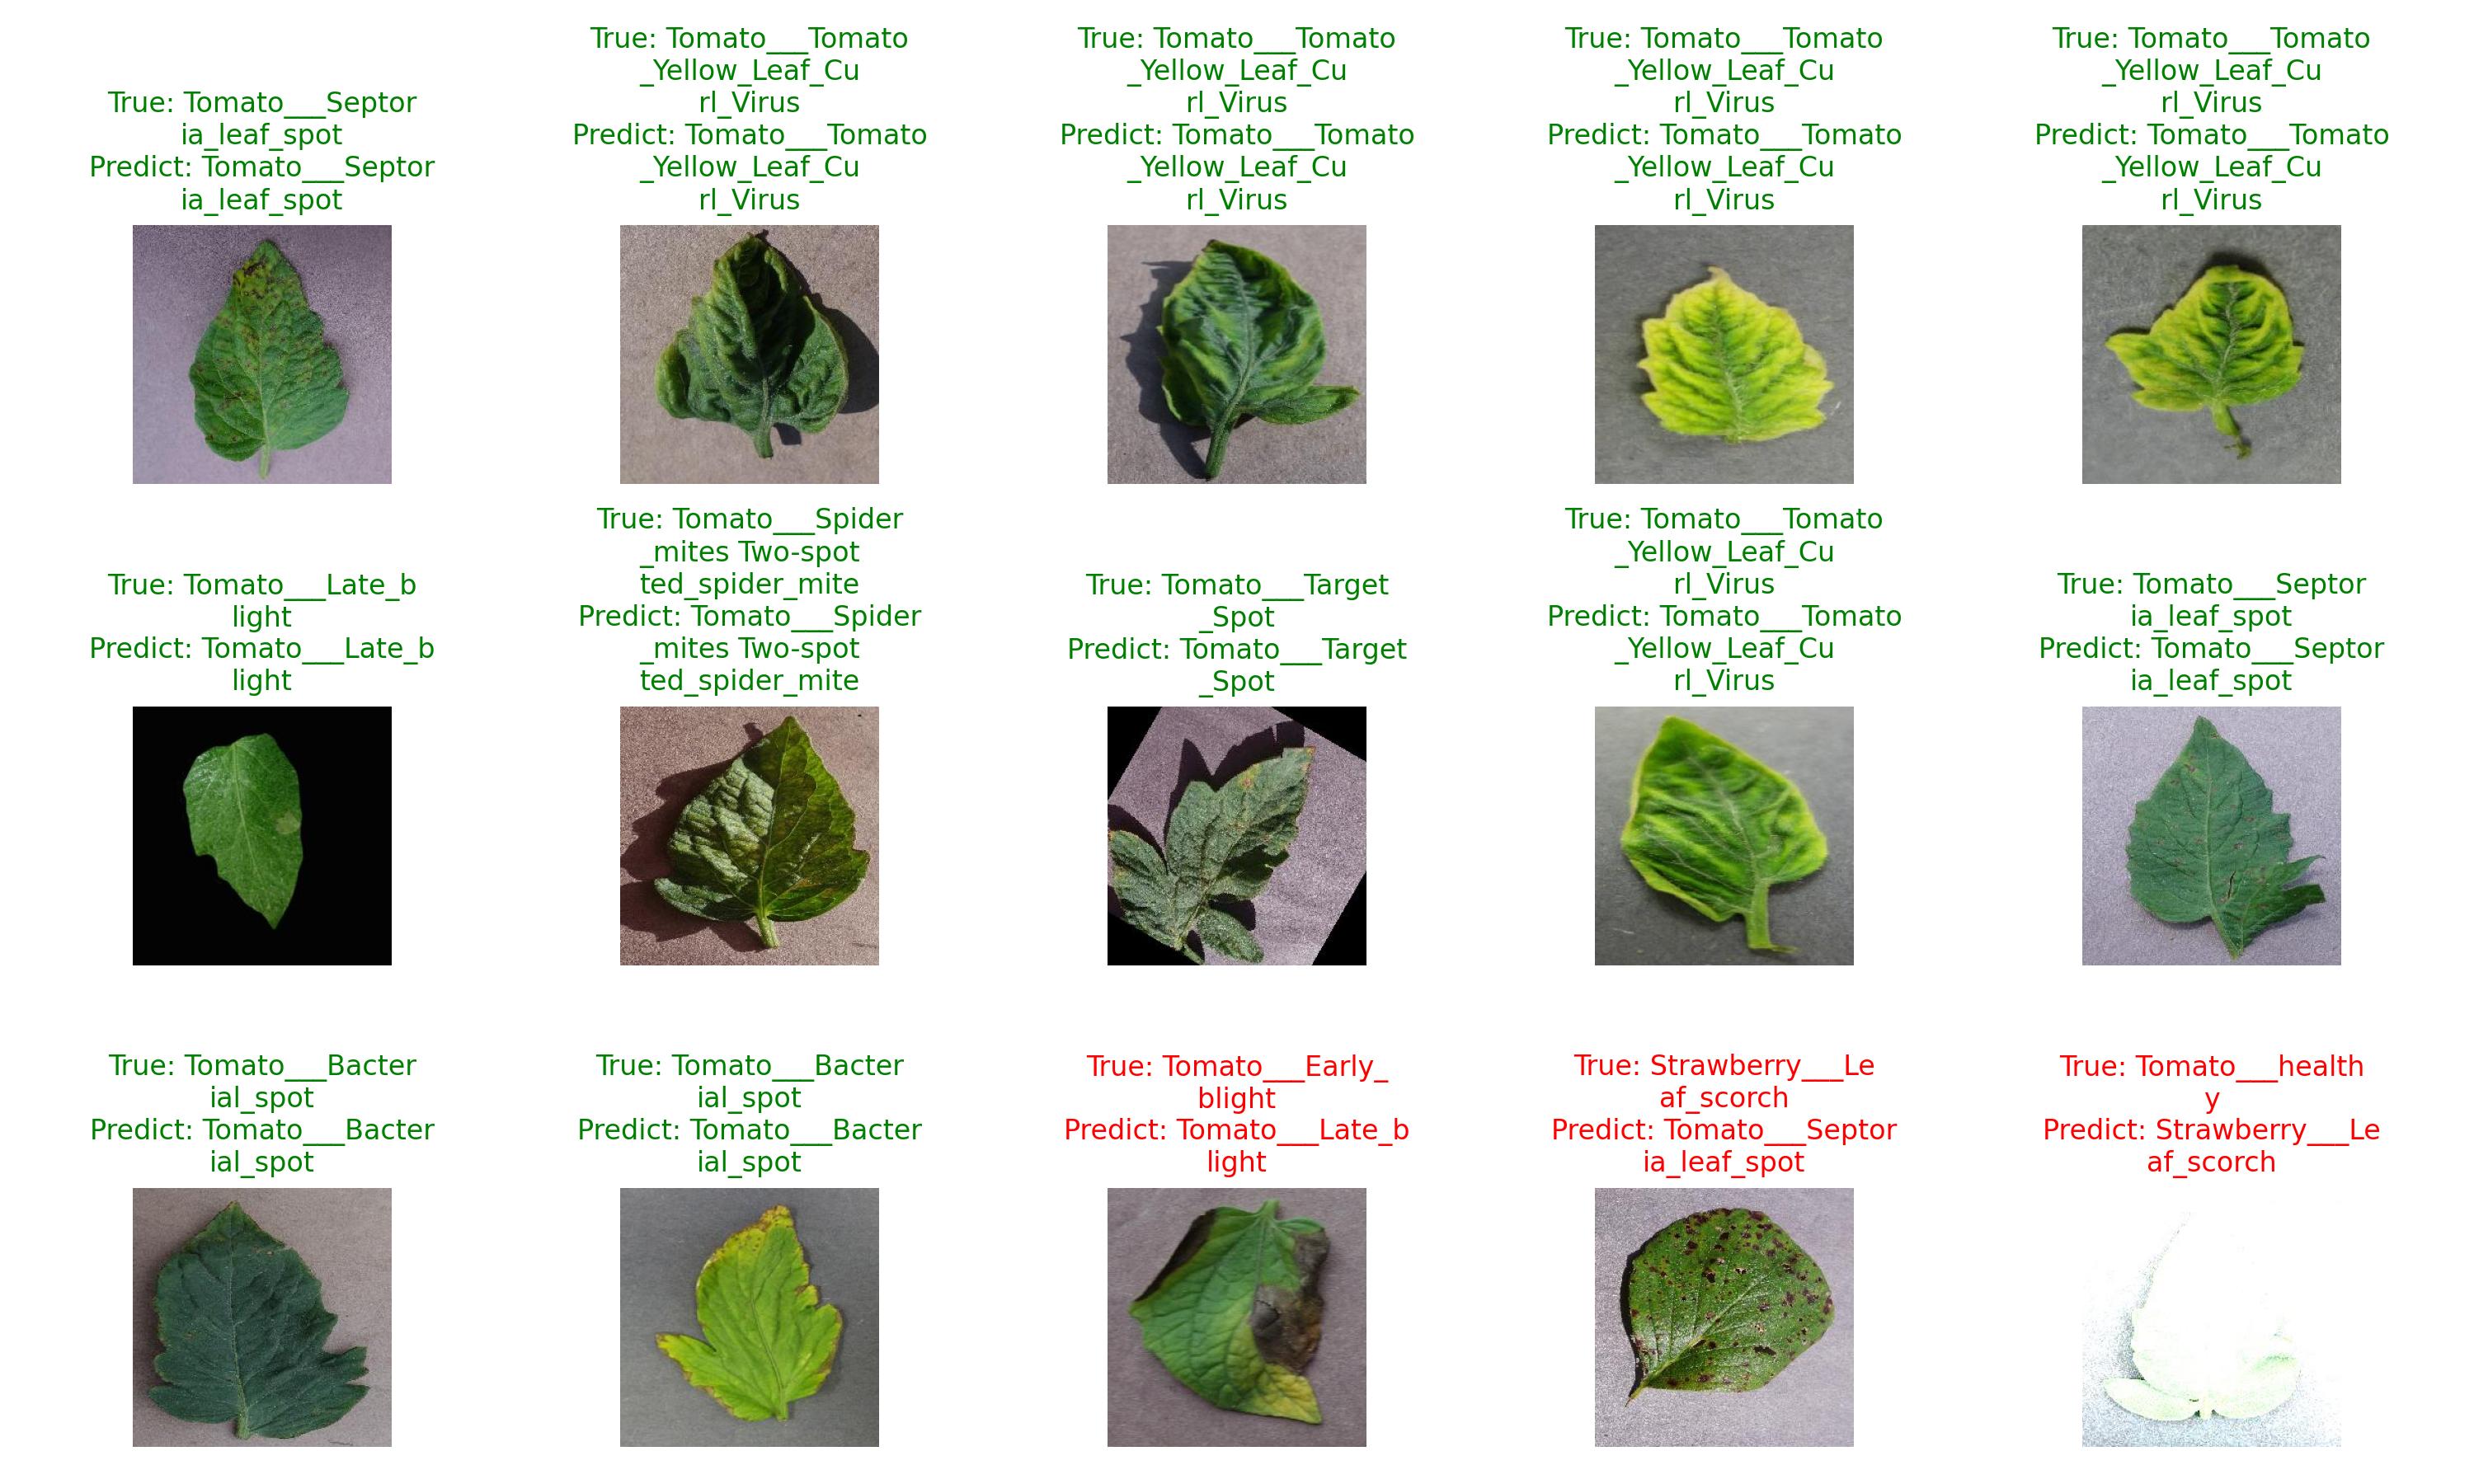 True: Tomato___Septor
ia_leaf_spot
Predict: Tomato___Septor
ia_leaf_spot
True: Tomato___Tomato
_Yellow_Leaf_Cu
rl_Virus
Predict: Tomato___Tomato
_Yellow_Leaf_Cu
rl_Virus
True: Tomato___Tomato
_Yellow_Leaf_Cu
rl_Virus
Predict: Tomato___Tomato
_Yellow_Leaf_Cu
rl_Virus
True: Tomato___Tomato
_Yellow_Leaf_Cu
rl_Virus
Predict: Tomato___Tomato
_Yellow_Leaf_Cu
rl_Virus
True: Tomato___Tomato
_Yellow_Leaf_Cu
rl_Virus
Predict: Tomato___Tomato
_Yellow_Leaf_Cu
rl_Virus
True: Tomato___Late_b
light
Predict: Tomato___Late_b
light
True: Tomato___Spider
_mites Two-spot
ted_spider_mite
Predict: Tomato___Spider
_mites Two-spot
ted_spider_mite
True: Tomato___Target
_Spot
Predict: Tomato___Target
_Spot
True: Tomato___Tomato
_Yellow_Leaf_Cu
rl_Virus
Predict: Tomato___Tomato
_Yellow_Leaf_Cu
rl_Virus
True: Tomato___Septor
ia_leaf_spot
Predict: Tomato___Septor
ia_leaf_spot
True: Tomato___Bacter
ial_spot
Predict: Tomato___Bacter
ial_spot
True: Tomato___Bacter
ial_spot
Predict: Tomato___Bacter
ial_spot
True: Tomato___Early_
blight
Predict: Tomato___Late_b
light
True: Strawberry___Le
af_scorch
Predict: Tomato___Septor
ia_leaf_spot
True: Tomato___health
y
Predict: Strawberry___Le
af_scorch